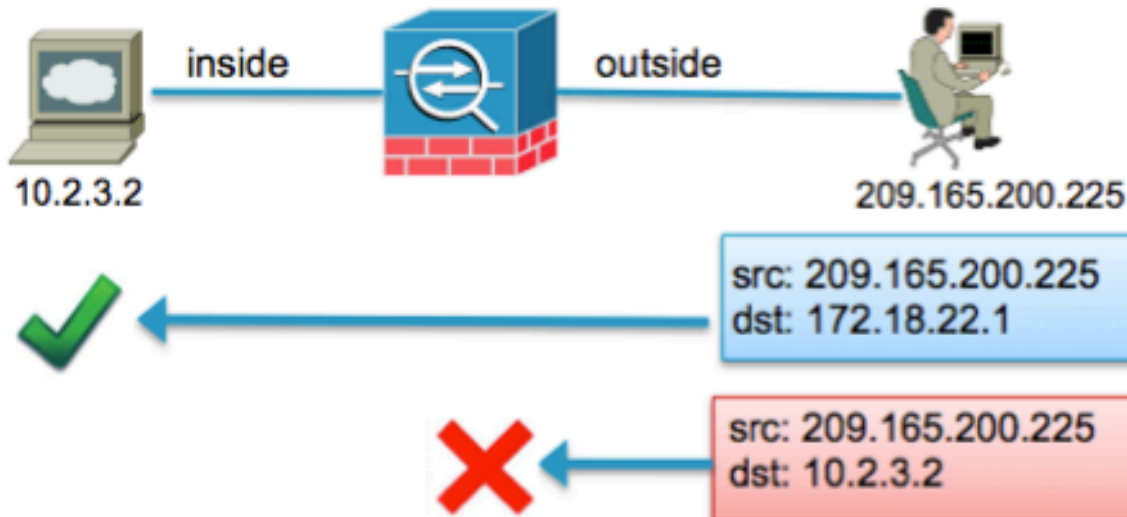 inside
outside
10.2.3.2
209.165.200.225
src: 209.165.200.225
dst: 172.18.22.1
src: 209.165.200.225
dst: 10.2.3.2